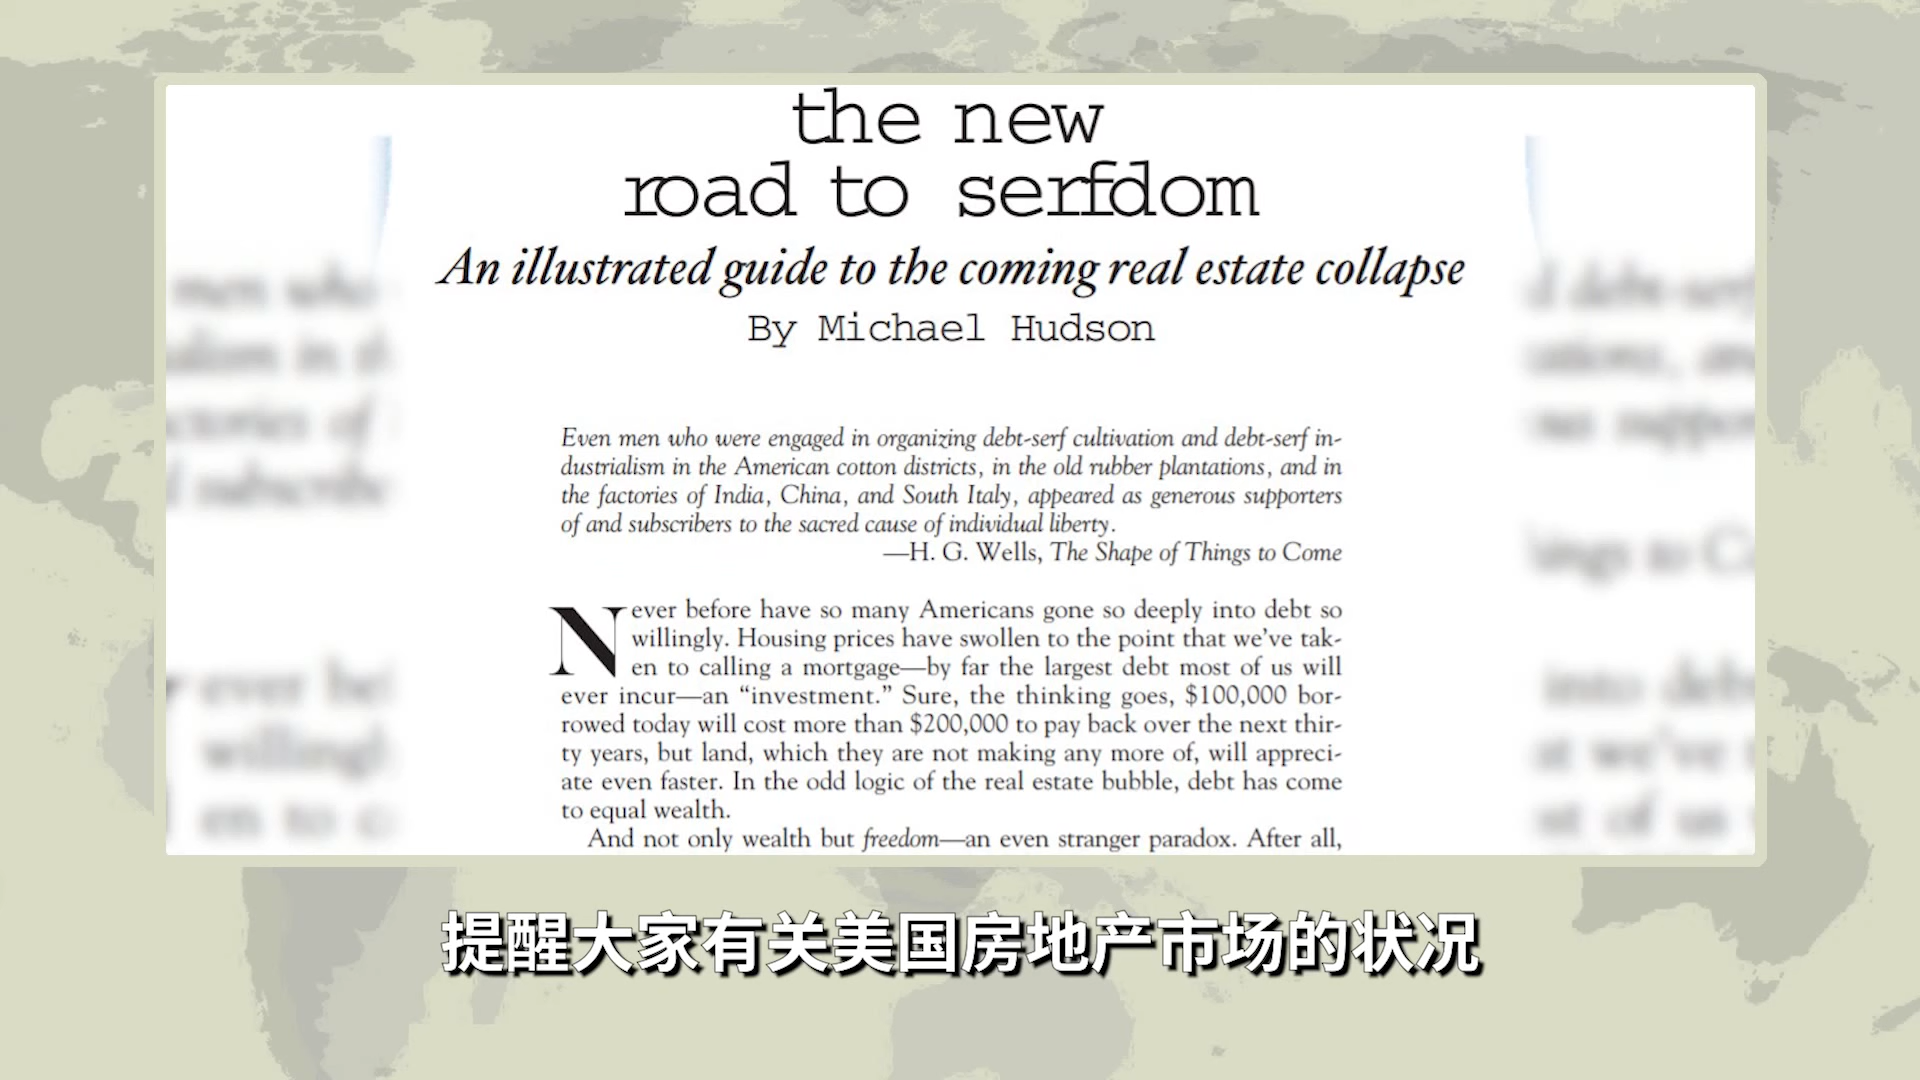 the new
road to serfdom
An illustrated guide to the coming real estate collapse
By Michael Hudson
Even men who were engaged in organizing debt-serf cultivation and debt-serf in-
dustrialism in the American cotton districts, in the old rubber plantations, and in
the factories of India, China, and South Italy, appeared as generous supporters
of and subscribers to the sacred cause of individual liberty.
—H. G. Wells, The Shape of Things to Come
Never before have so many Americans gone so deeply into debt so
willingly. Housing prices have swollen to the point that we've tak-
en to calling a mortgage—by far the largest debt most of us will
ever incur—an “investment.” Sure, the thinking goes, $100,000 bor-
rowed today will cost more than $200,000 to pay back over the next thir-
ty years, but land, which they are not making any more of, will appreci-
ate even faster. In the odd logic of the real estate bubble, debt has come
to equal wealth.
And not only wealth but freedom—an even stranger paradox. After all,
提醒大家有关美国房地产市场的状况